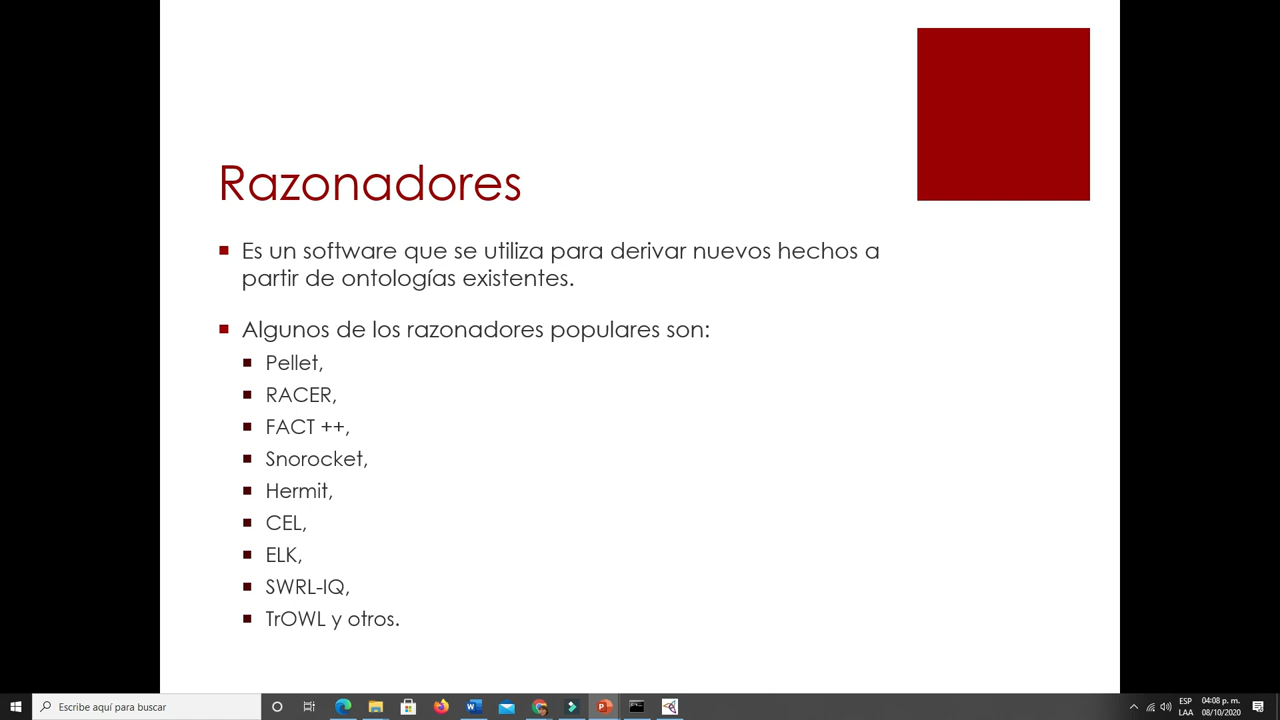 Razonadores
Es un software que se utiliza para derivar nuevos hechos a
partir de ontologías existentes.
Algunos de los razonadores populares son:
Pellet,
RACER,
FACT ++,
Snorocket,
Hermit,
CEL,
ELK,
SWRL-IQ,
TrOWL y otros.
Escribe aquí para buscar
ESP
LAA
04:08 p. m.
08/10/2020